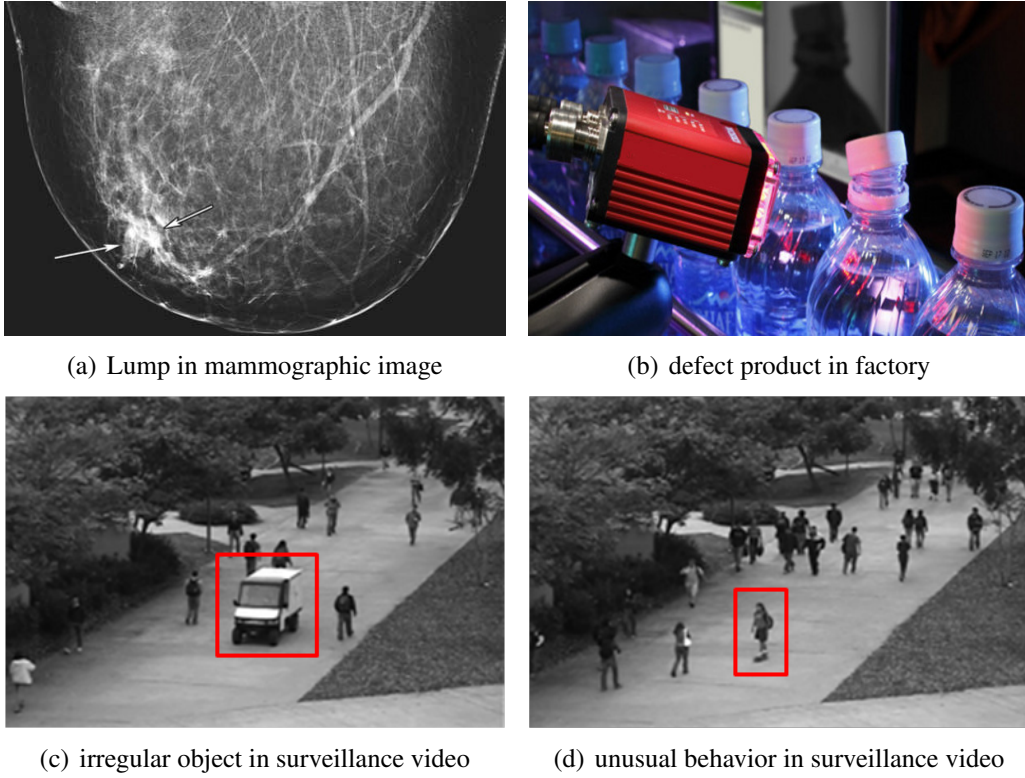 (a) Lump in mammographic image
(b) defect product in factory
(c) irregular object in surveillance video
(d) unusual behavior in surveillance video